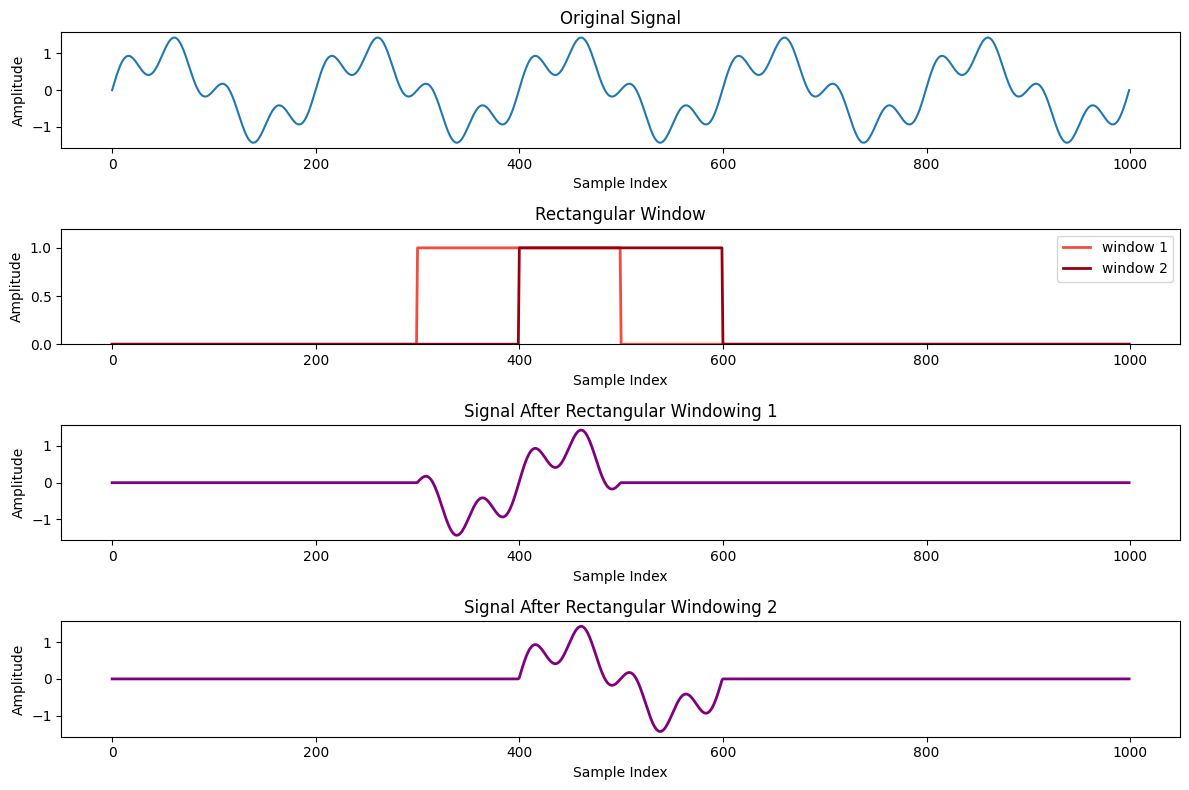 Original Signal
Amplitude
1
0
−1
0 200 400 600 800 1000
Sample Index
Rectangular Window
Amplitude
1.0
0.5
0.0
window 1
window 2
0 200 400 600 800 1000
Sample Index
Signal After Rectangular Windowing 1
Amplitude
1
0
−1
0 200 400 600 800 1000
Sample Index
Signal After Rectangular Windowing 2
Amplitude
1
0
−1
0 200 400 600 800 1000
Sample Index